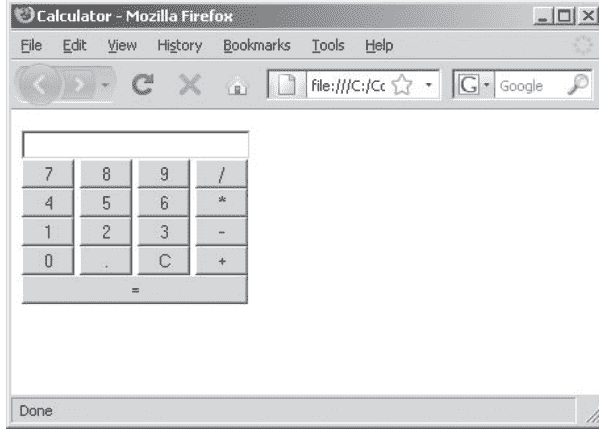 Calculator - Mozilla Firefox
File Edit View History Bookmarks Tools Help
file:///C:/Cc G Google
7 8 9 /
4 5 6 *
1 2 3 -
0 . C +
=
Done